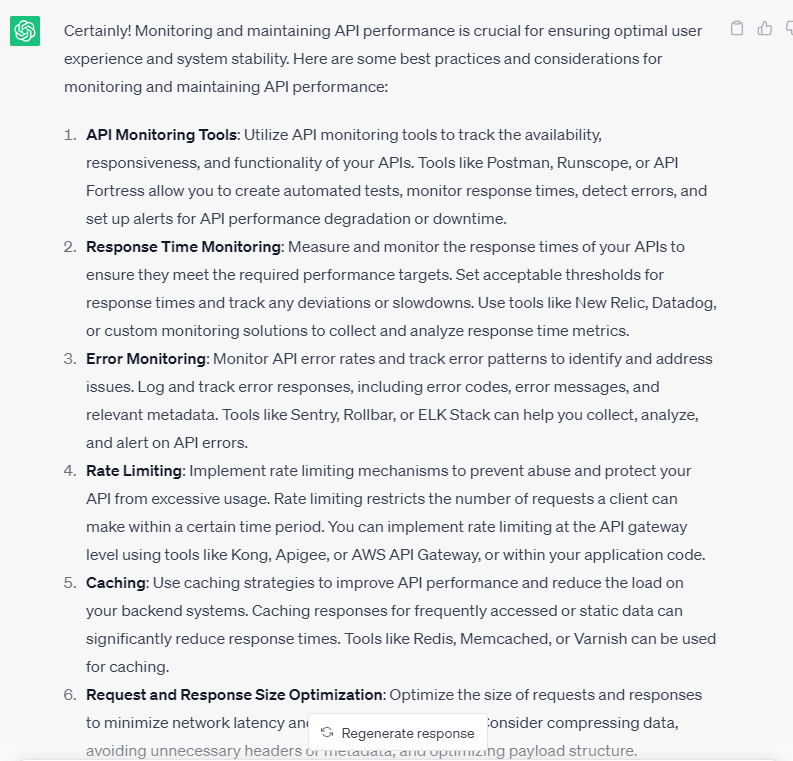 Certainly! Monitoring and maintaining API performance is crucial for ensuring optimal user
experience and system stability. Here are some best practices and considerations for
monitoring and maintaining API performance:
1. API Monitoring Tools: Utilize API monitoring tools to track the availability,
responsiveness, and functionality of your APIs. Tools like Postman, Runscope, or API
Fortress allow you to create automated tests, monitor response times, detect errors, and
set up alerts for API performance degradation or downtime.
2. Response Time Monitoring: Measure and monitor the response times of your APIs to
ensure they meet the required performance targets. Set acceptable thresholds for
response times and track any deviations or slowdowns. Use tools like New Relic, Datadog,
or custom monitoring solutions to collect and analyze response time metrics.
3. Error Monitoring: Monitor API error rates and track error patterns to identify and address
issues. Log and track error responses, including error codes, error messages, and
relevant metadata. Tools like Sentry, Rollbar, or ELK Stack can help you collect, analyze,
and alert on API errors.
4. Rate Limiting: Implement rate limiting mechanisms to prevent abuse and protect your
API from excessive usage. Rate limiting restricts the number of requests a client can
make within a certain time period. You can implement rate limiting at the API gateway
level using tools like Kong, Apigee, or AWS API Gateway, or within your application code.
5. Caching: Use caching strategies to improve API performance and reduce the load on
your backend systems. Caching responses for frequently accessed or static data can
significantly reduce response times. Tools like Redis, Memcached, or Varnish can be used
for caching.
6. Request and Response Size Optimization: Optimize the size of requests and responses
to minimize network latency and Consider compressing data,
Regenerate response
avoiding unnecessary headers or metadata, and optimizing payload structure.